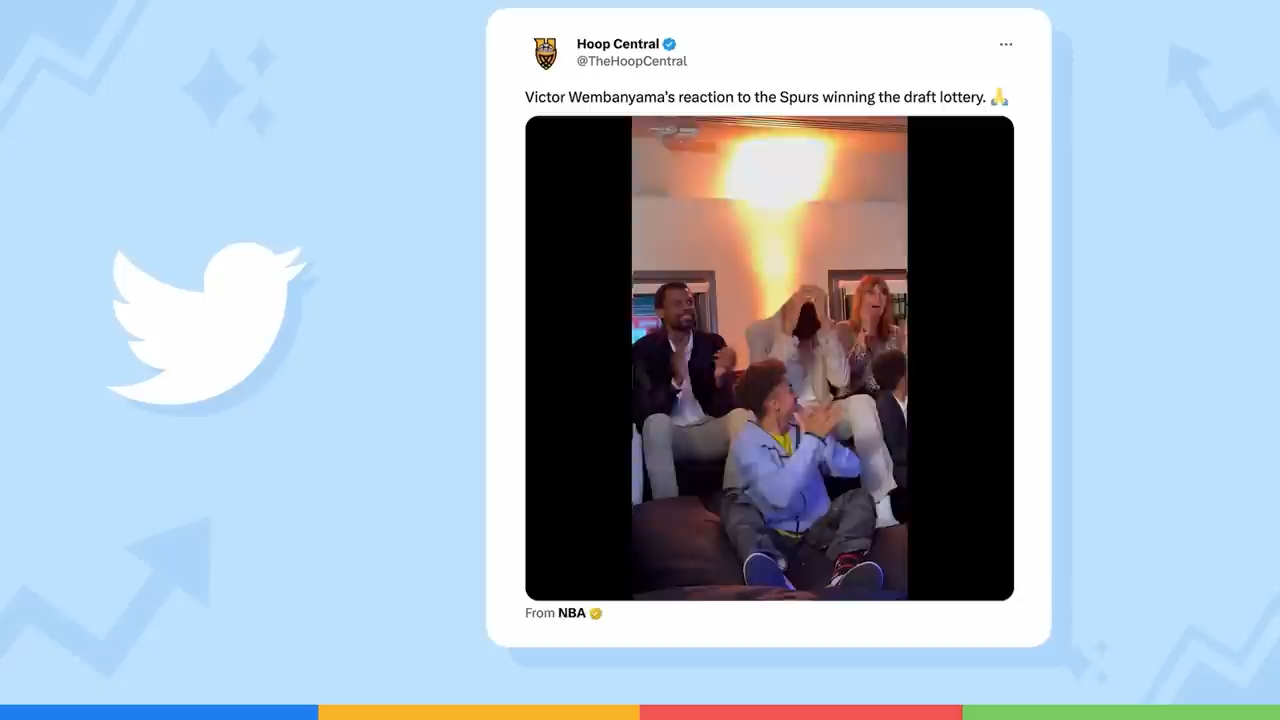 Hoop Central
@TheHoopCentral
Victor Wembanyama's reaction to the Spurs winning the draft lottery. 🙏
From NBA